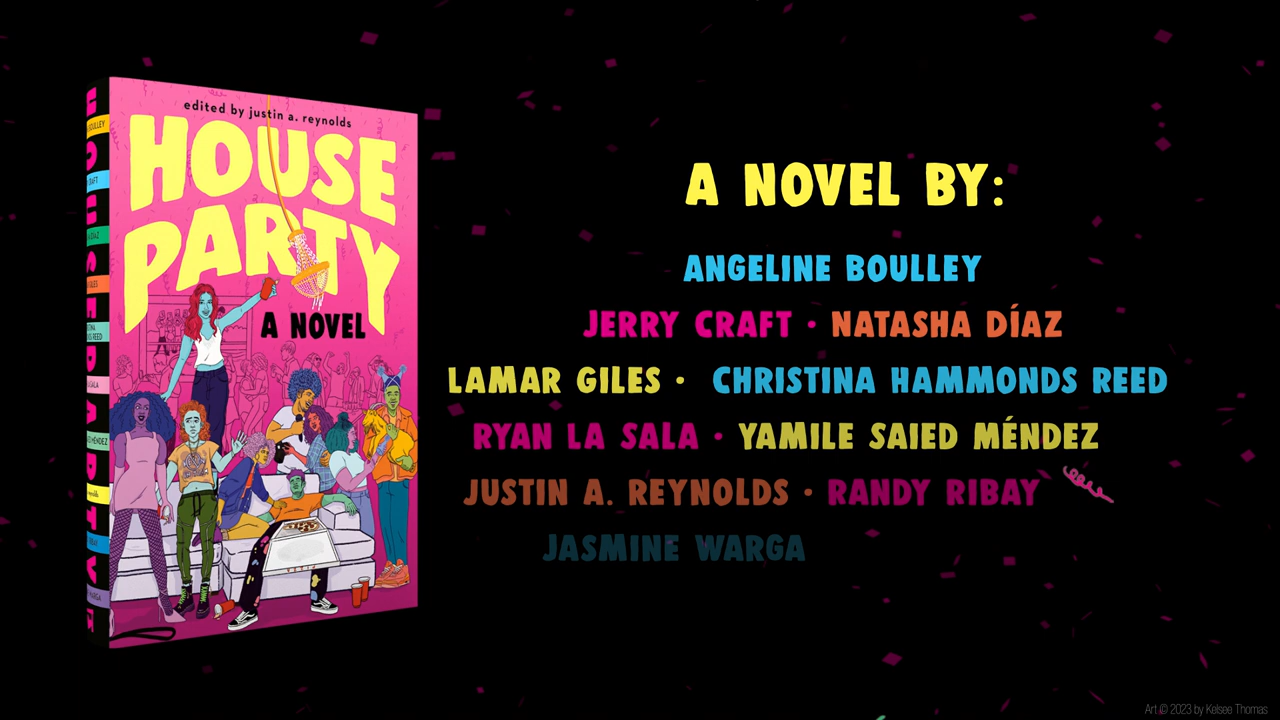 edited by justin a. reynolds
HOUSE
PARTY
A NOVEL
A NOVEL BY:
ANGELINE BOULLEY
JERRY CRAFT · NATASHA DÍAZ
LAMAR GILES · CHRISTINA HAMMONDS REED
RYAN LA SALA · YAMILE SAIED MÉNDEZ
JUSTIN A. REYNOLDS · RANDY RIBAY
JASMINE WARGA
Art © 2023 by Kelsee Thomas